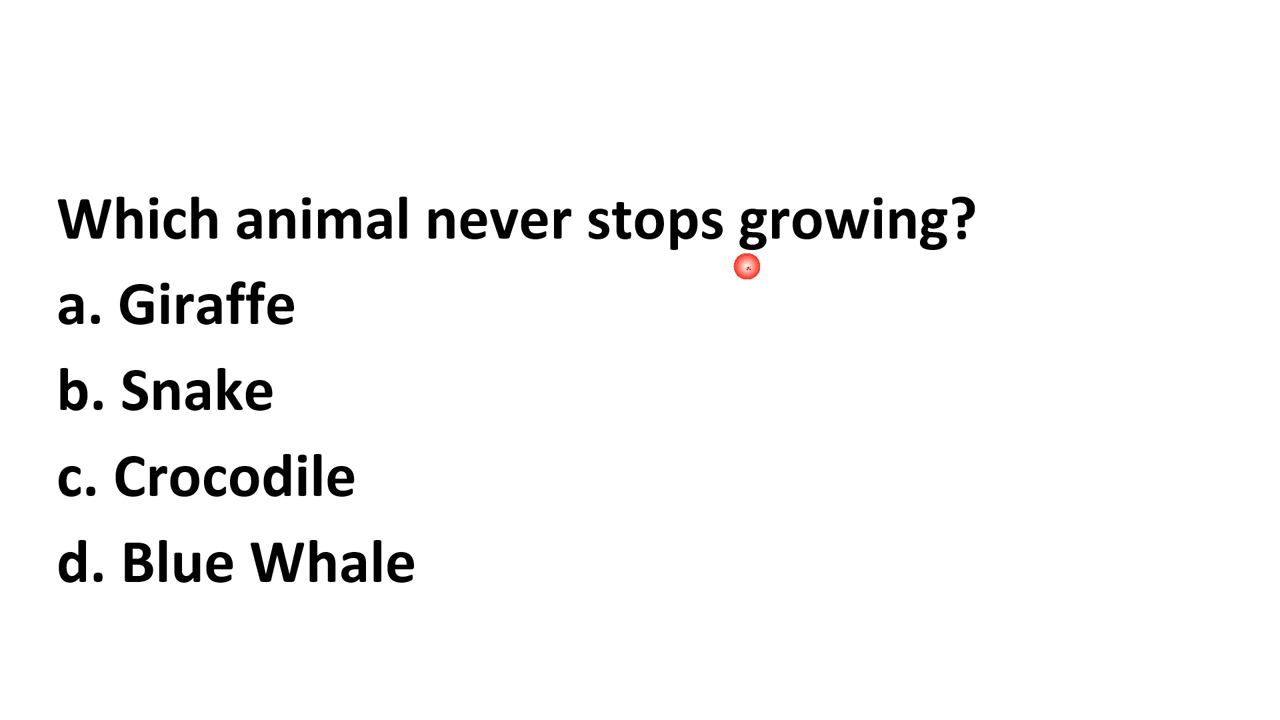 Which animal never stops growing?
a. Giraffe
b. Snake
c. Crocodile
d. Blue Whale